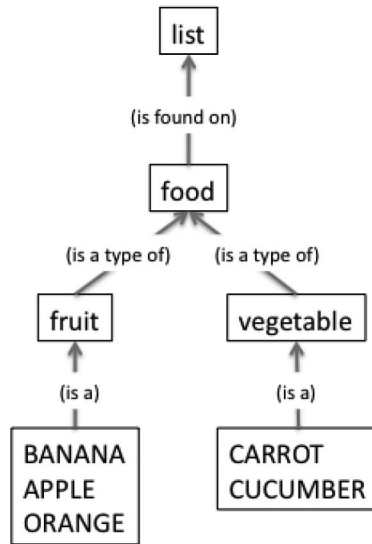 list
(is found on)
food
(is a type of)
(is a type of)
fruit
vegetable
(is a)
(is a)
BANANA
APPLE
ORANGE
CARROT
CUCUMBER